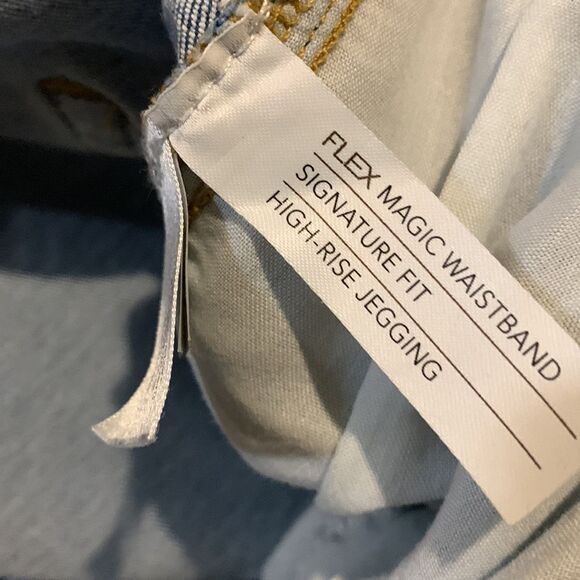 FLEX MAGIC WAISTBAND
SIGNATURE FIT
HIGH-RISE JEGGING